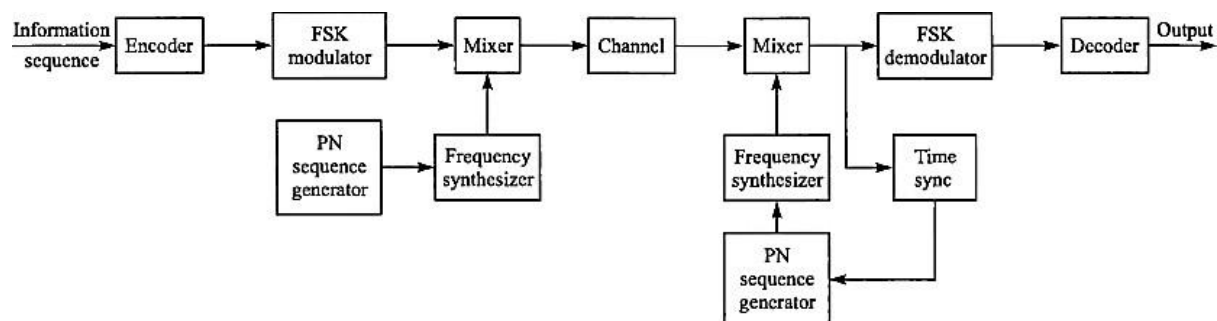 Information
sequence
Encoder
FSK
modulator
Mixer
Channel
Mixer
FSK
demodulator
Decoder
Output
PN
sequence
generator
Frequency
synthesizer
Frequency
synthesizer
Time
sync
PN
sequence
generator